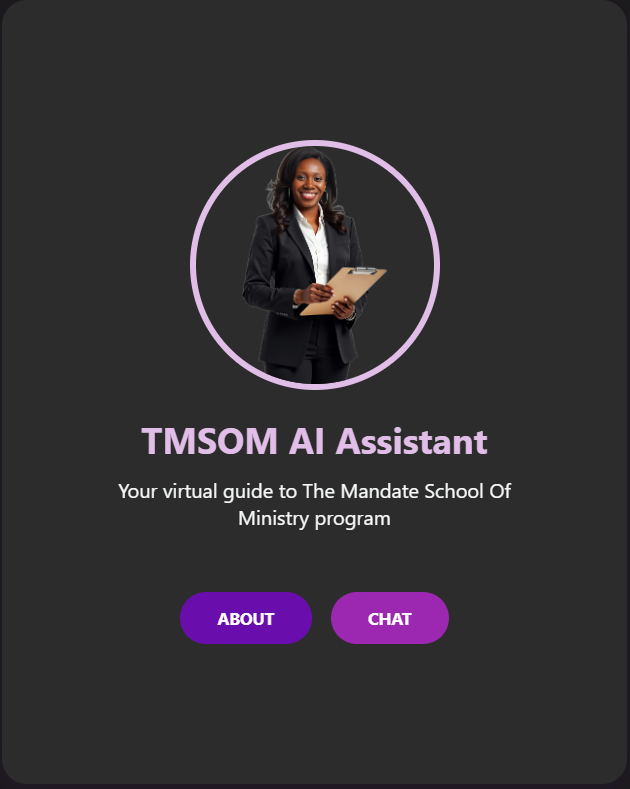 TMSOM AI Assistant
Your virtual guide to The Mandate School Of
Ministry program
ABOUT
CHAT